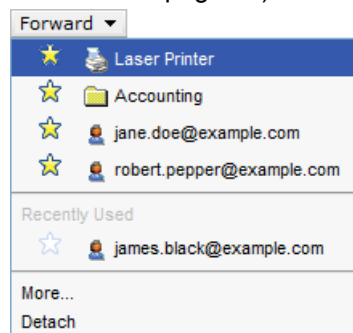 Forward
Laser Printer
Accounting
jane.doe@example.com
robert.pepper@example.com
Recently Used
james.black@example.com
More...
Detach